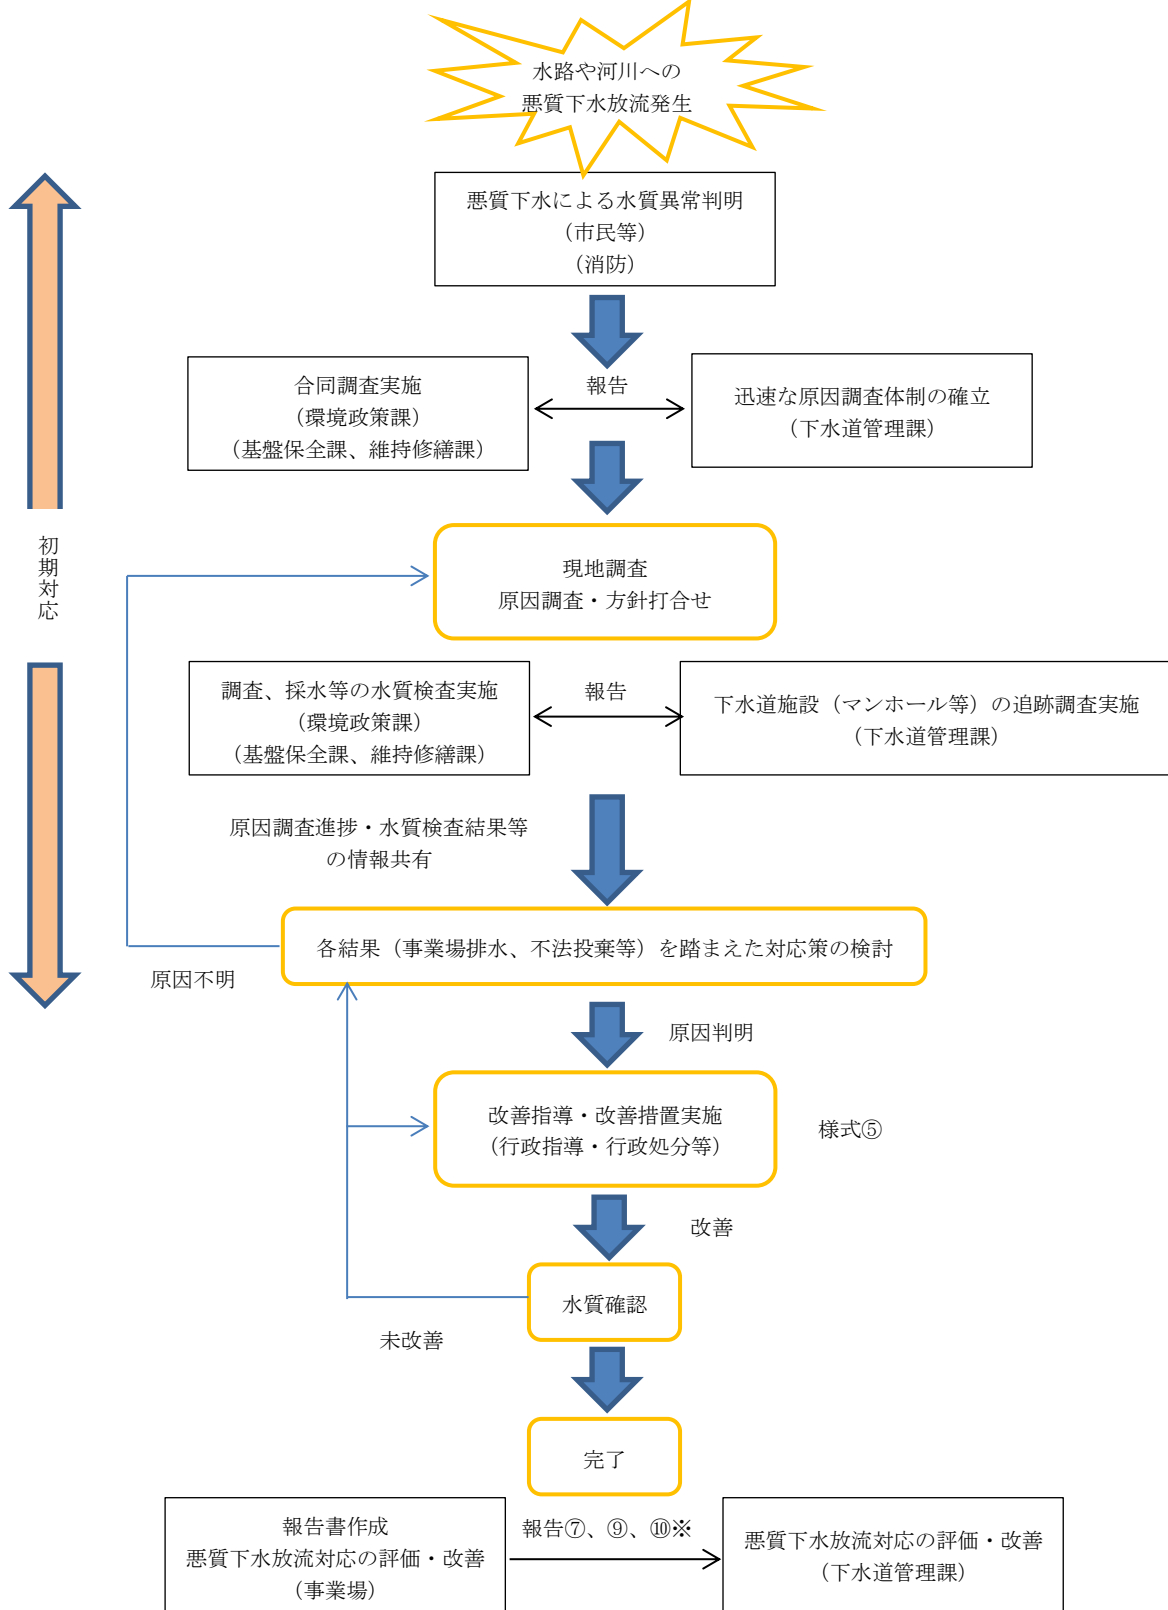 水路や河川への
悪質下水放流発生
悪質下水による水質異常判明
（市民等）
（消防）
合同調査実施
（環境政策課）
（基盤保全課、維持修繕課）
報告
迅速な原因調査体制の確立
（下水道管理課）
初期対応
現地調査
原因調査・方針打合せ
調査、採水等の水質検査実施
（環境政策課）
（基盤保全課、維持修繕課）
報告
下水道施設（マンホール等）の追跡調査実施
（下水道管理課）
原因調査進捗・水質検査結果等
の情報共有
各結果（事業場排水、不法投棄等）を踏まえた対応策の検討
原因不明
原因判明
改善指導・改善措置実施
（行政指導・行政処分等）
様式⑤
改善
水質確認
未改善
完了
報告書作成
悪質下水放流対応の評価・改善
（事業場）
報告⑦、⑨、⑩※
悪質下水放流対応の評価・改善
（下水道管理課）